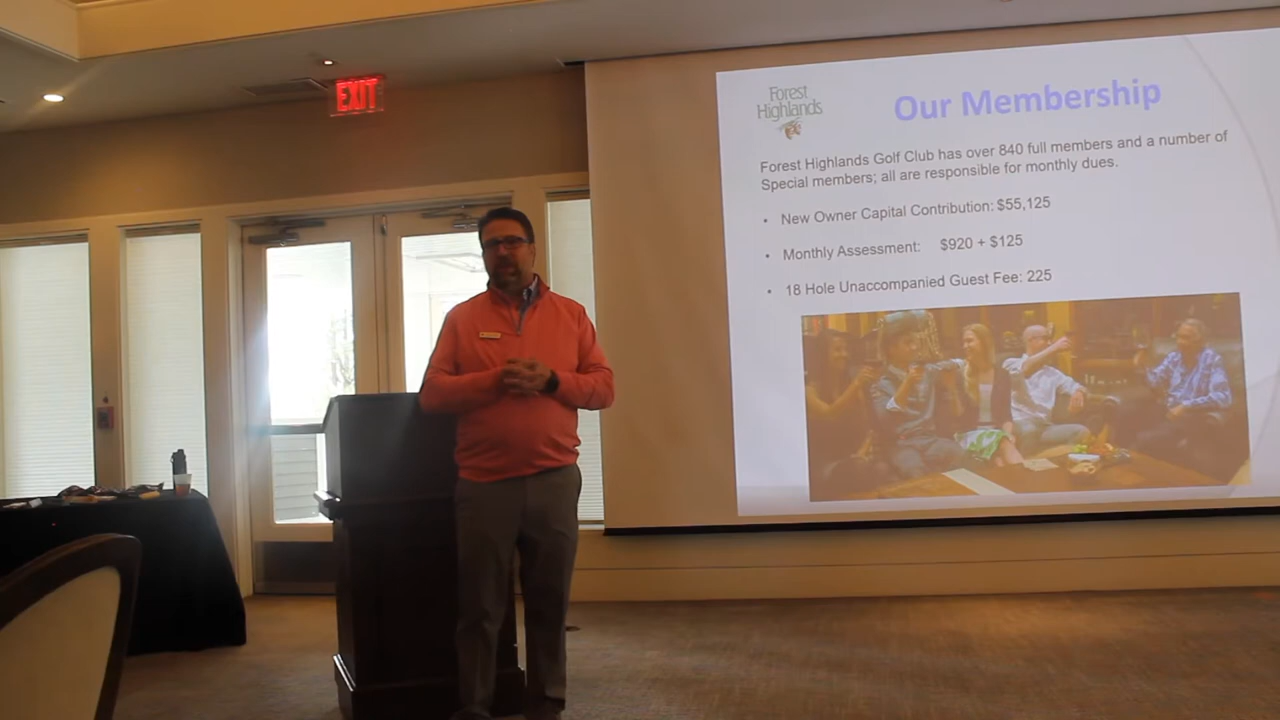 EXIT
Forest
Highlands
Our Membership
Forest Highlands Golf Club has over 840 full members and a number of
Special members; all are responsible for monthly dues.
• New Owner Capital Contribution: $55,125
• Monthly Assessment: $920 + $125
• 18 Hole Unaccompanied Guest Fee: 225